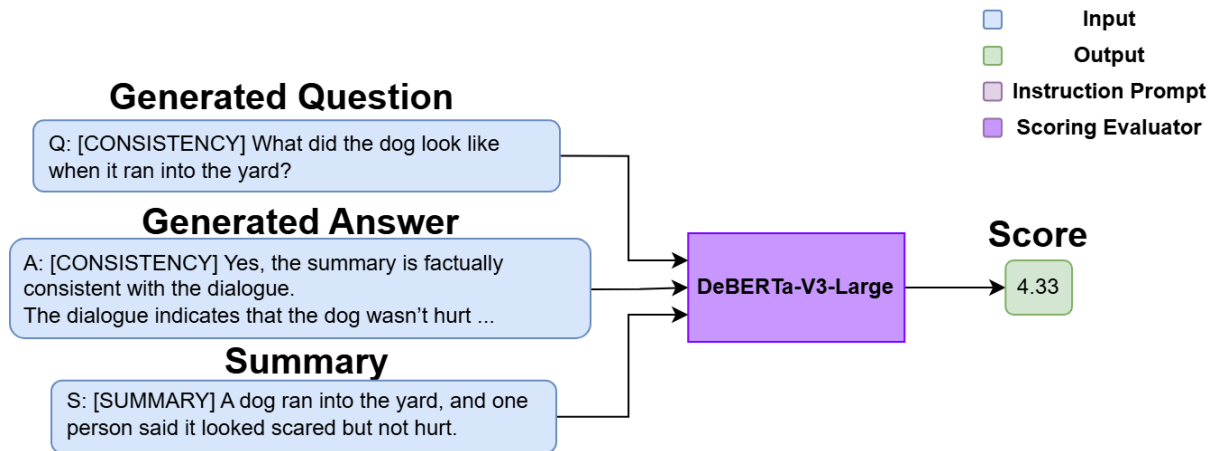 Input
Output
Instruction Prompt
Scoring Evaluator
Generated Question
Q: [CONSISTENCY] What did the dog look like
when it ran into the yard?
Generated Answer
A: [CONSISTENCY] Yes, the summary is factually
consistent with the dialogue.
The dialogue indicates that the dog wasn't hurt ...
Summary
S: [SUMMARY] A dog ran into the yard, and one
person said it looked scared but not hurt.
DeBERTa-V3-Large
Score
4.33